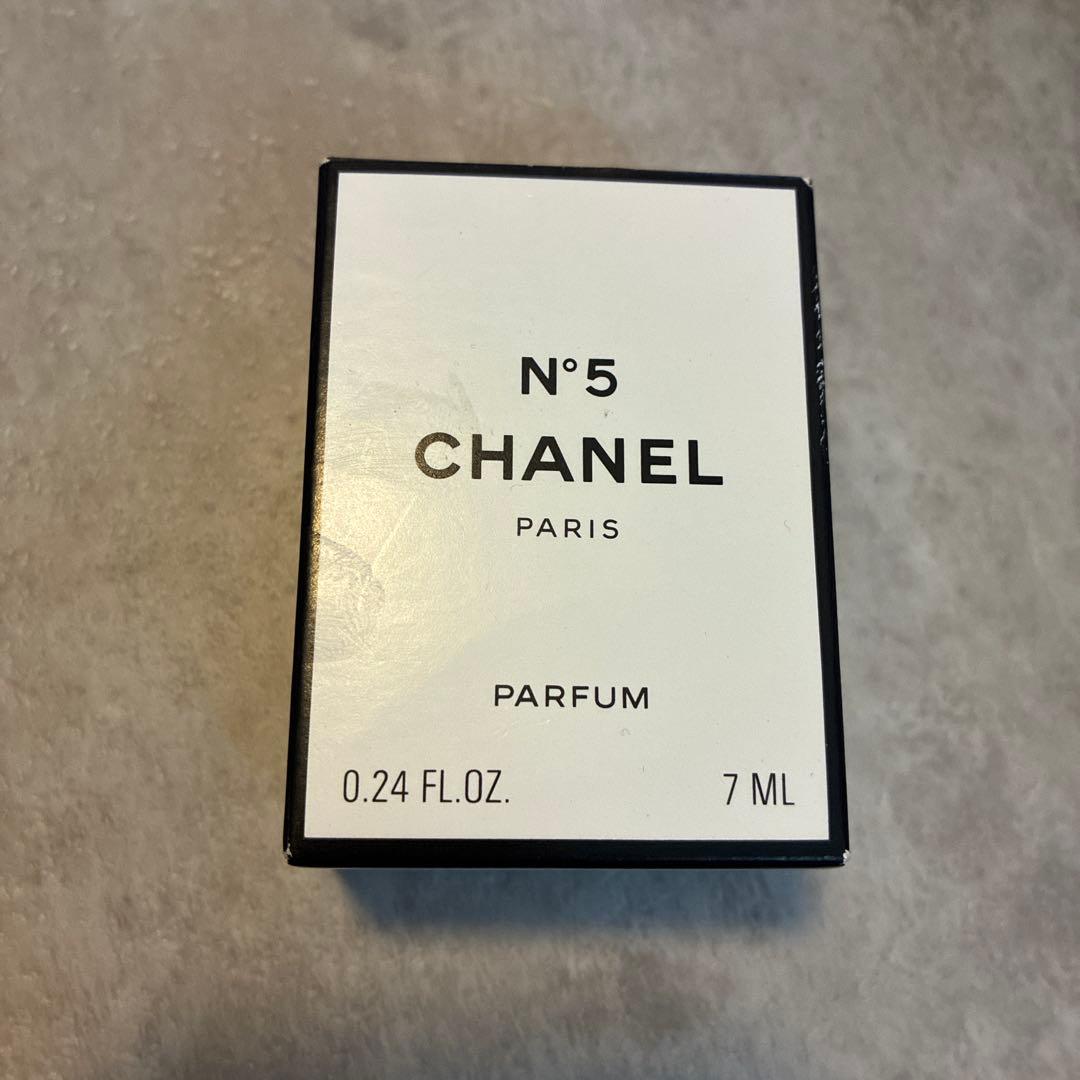 N°5
CHANEL
PARIS
PARFUM
0.24 FL.OZ. 7 ML